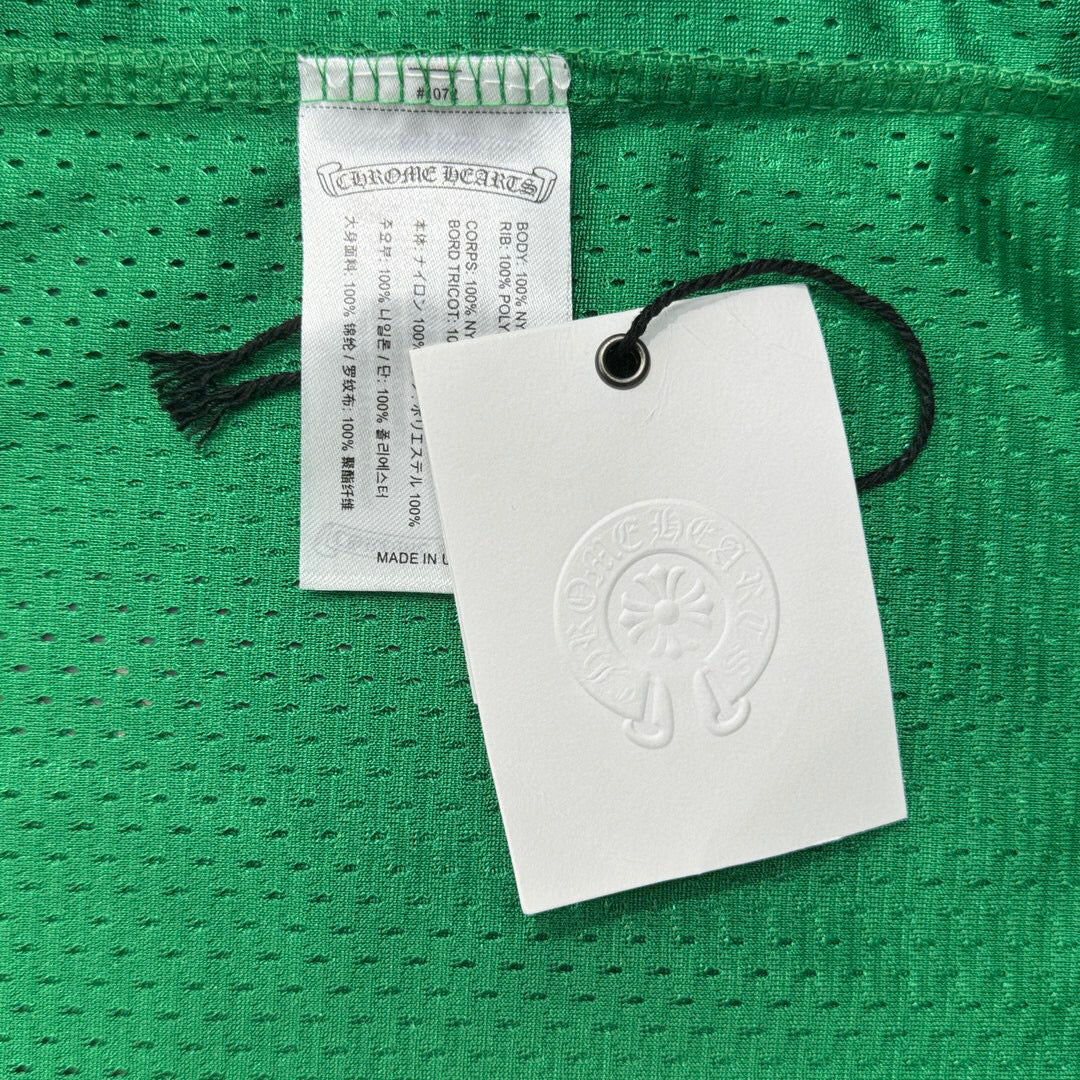 CHROME HEARTS
BODY: 100% NY
RIB: 100% POLY
CORPS: 100% NY
BORD TRICOT: 10
本体: ナイロン 100% ポリエステル 100%
주요부: 100% 나일론 / 단: 100% 폴리에스터
大身面料: 100% 锦纶 / 罗纹布: 100% 聚酯纤维
MADE IN U
CHROME HEARTS